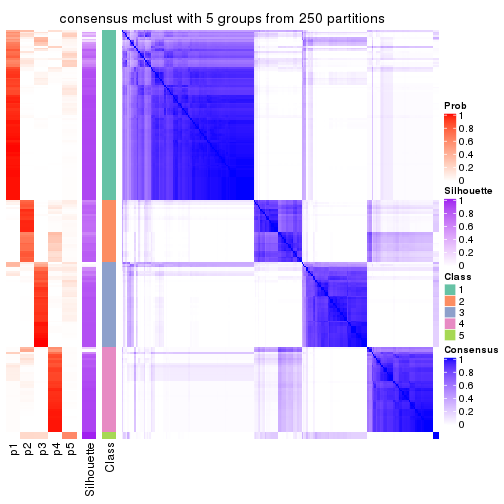 consensus mclust with 5 groups from 250 partitions
Prob
1
0.8
0.6
0.4
0.2
0
Silhouette
1
0.8
0.6
0.4
0.2
0
Class
1
2
3
4
5
Consensus
1
0.8
0.6
0.4
0.2
0
p1
p2
p3
p4
p5
Silhouette
Class